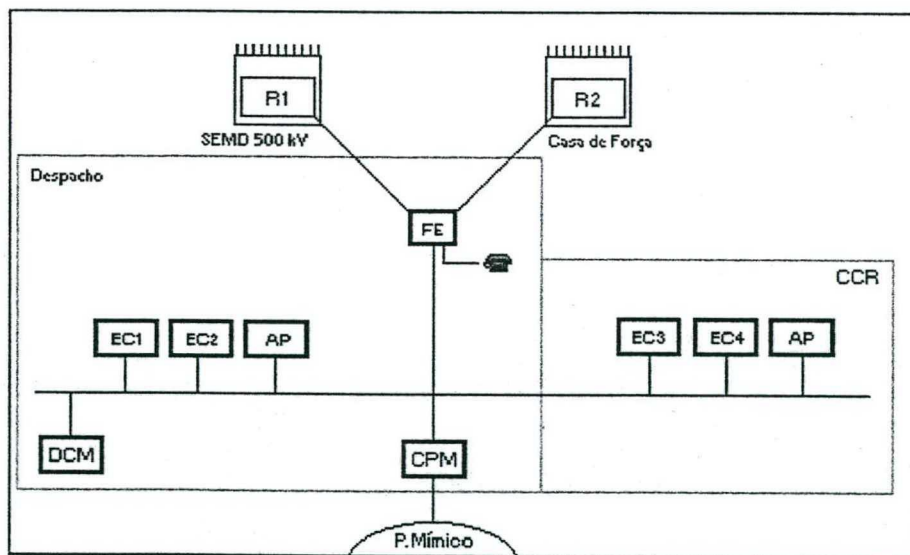 R1
R2
SEMD 500 kV
Casa de Força
Despacho
FE
CCR
EC1
EC2
AP
EC3
EC4
AP
DCM
CPM
P.Mímico